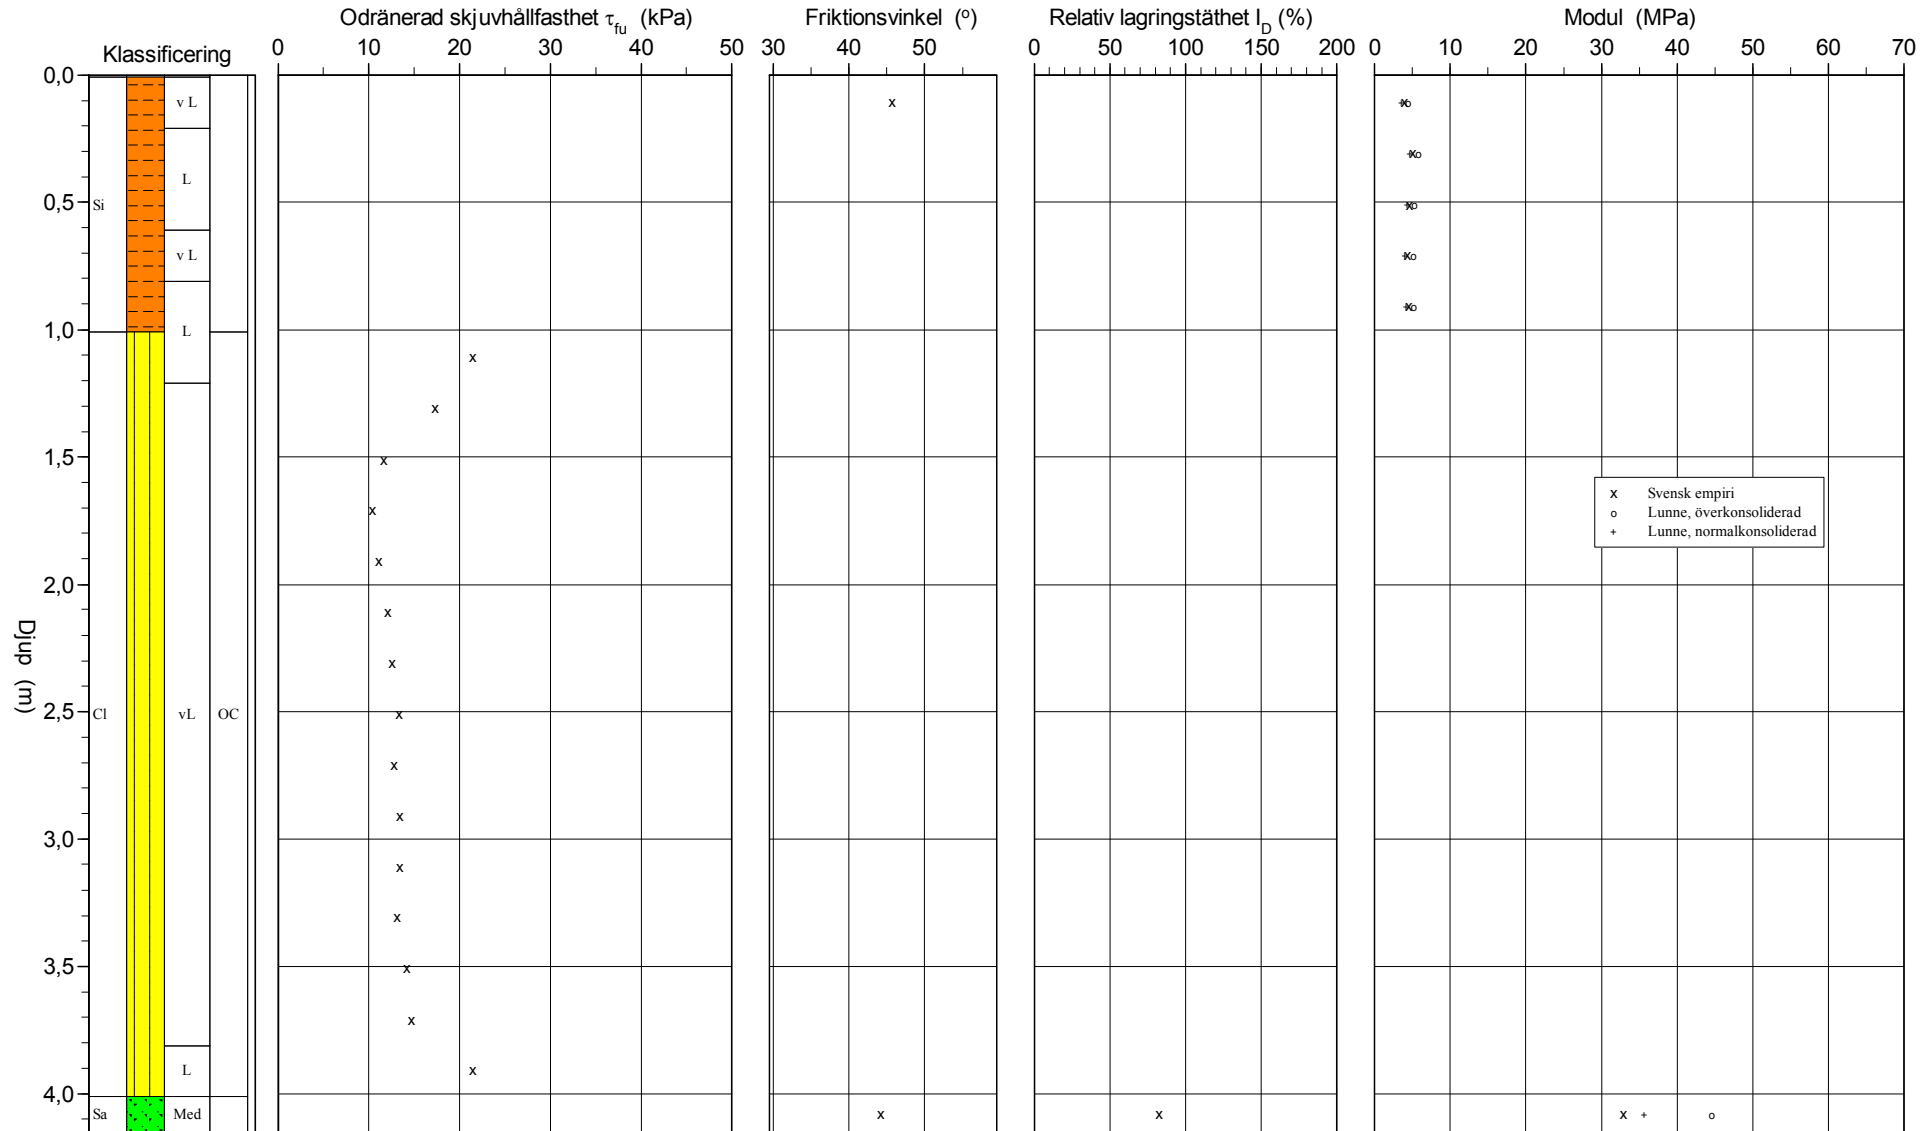 Odränerad skjuvhållfasthet τfu (kPa)
Friktionsvinkel (o)
Relativ lagringstäthet ID (%)
Modul (MPa)
Klassificering
0 10 20 30 40 50
30 40 50
0 50 100 150 200
0 10 20 30 40 50 60 70
0,0
v L
L
0,5
Si
v L
1,0
L
1,5
x Svensk empiri
o Lunne, överkonsoliderad
+ Lunne, normalkonsoliderad
2,0
Djup (m)
2,5
Cl vL OC
3,0
3,5
L
4,0
Sa Med